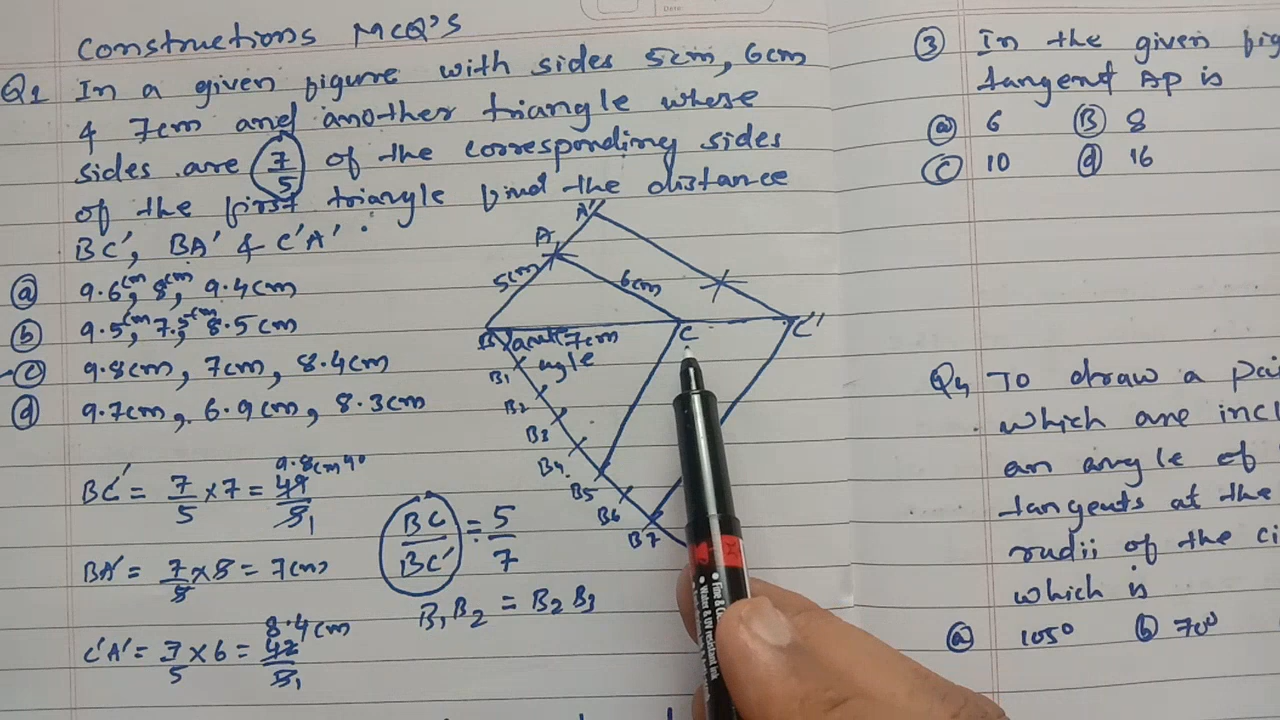 Constructions MCQ's
Q1 In a given figure with sides 5cm, 6cm
& 7cm and another triangle whose
sides are 7/5 of the corresponding sides
of the first triangle find the distance
BC', BA' & C'A'.
(a) 9.6cm, 8cm, 9.4cm
(b) 9.5cm, 7.5cm, 8.5cm
(c) 9.8cm, 7cm, 8.4cm
(d) 9.7cm, 6.9cm, 8.3cm
A'
A
5cm
6cm
B
7cm
C
C'
angle
B1
B2
B3
B4
B5
B6
B7
BC' = 7/5 × 7 = 49/5
9.8cm
BA' = 7/5 × 5 = 7cm
C'A' = 7/5 × 6 = 42/5
8.4cm
BC/BC' = 5/7
B1B2 = B2B3
Date:
(3) In the given fig
tangent AP is
(a) 6 (B) 8
(c) 10 (d) 16
Q4 To draw a pai
which are incl
an angle of
tangents at the
radii of the ci
which is
(a) 105° (b) 70°